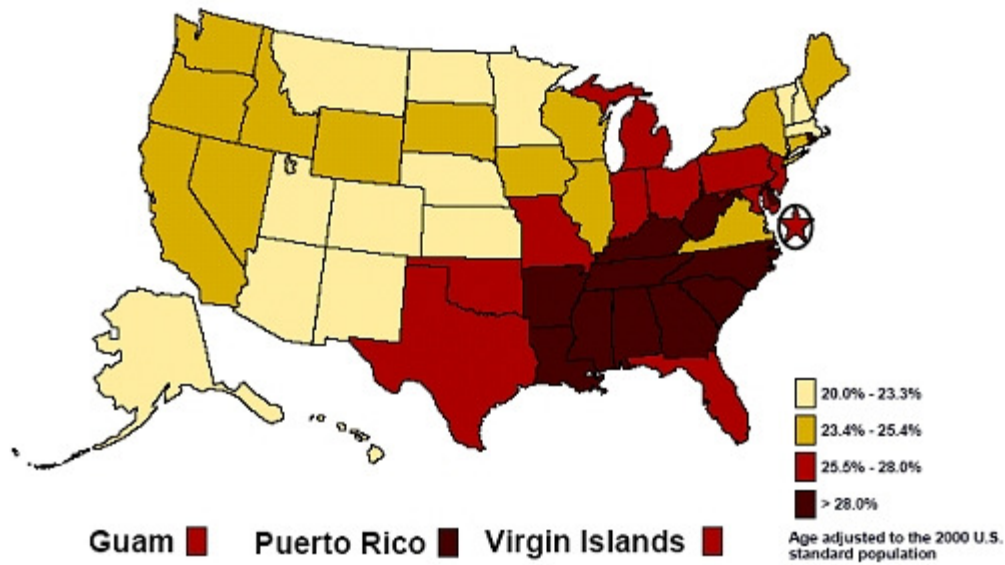 20.0% - 23.3%
23.4% - 25.4%
25.5% - 28.0%
> 28.0%
Guam
Puerto Rico
Virgin Islands
Age adjusted to the 2000 U.S.
standard population